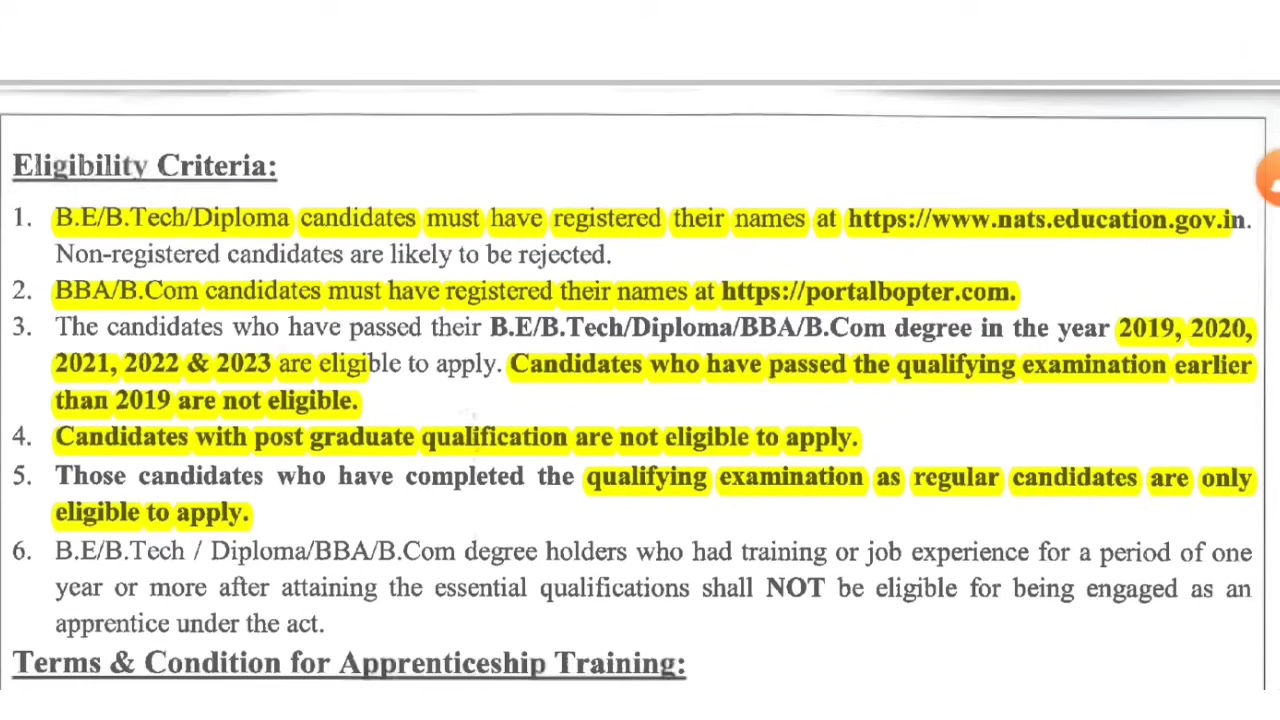 Eligibility Criteria:
1. B.E/B.Tech/Diploma candidates must have registered their names at https://www.nats.education.gov.in.
Non-registered candidates are likely to be rejected.
2. BBA/B.Com candidates must have registered their names at https://portalbopter.com.
3. The candidates who have passed their B.E/B.Tech/Diploma/BBA/B.Com degree in the year 2019, 2020,
2021, 2022 & 2023 are eligible to apply. Candidates who have passed the qualifying examination earlier
than 2019 are not eligible.
4. Candidates with post graduate qualification are not eligible to apply.
5. Those candidates who have completed the qualifying examination as regular candidates are only
eligible to apply.
6. B.E/B.Tech / Diploma/BBA/B.Com degree holders who had training or job experience for a period of one
year or more after attaining the essential qualifications shall NOT be eligible for being engaged as an
apprentice under the act.
Terms & Condition for Apprenticeship Training: